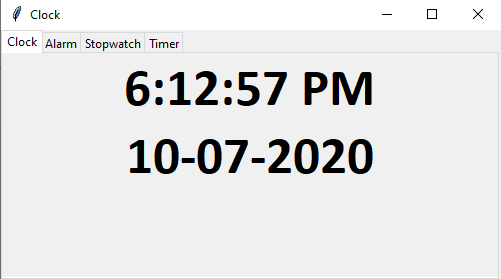 Clock
Clock Alarm Stopwatch Timer
6:12:57 PM
10-07-2020